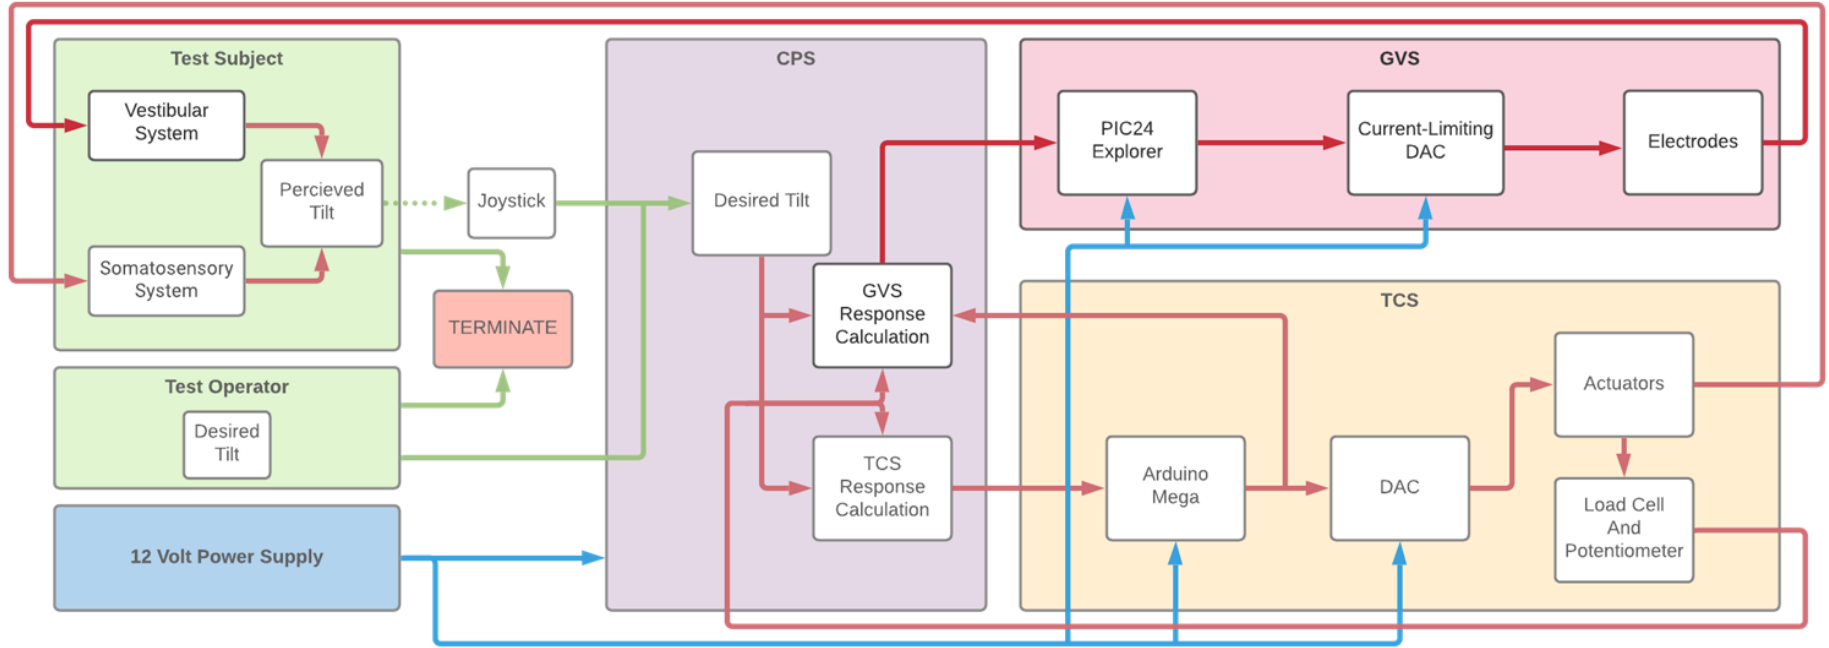 Test Subject
Vestibular
System
Percieved
Tilt
Somatosensory
System
Joystick
TERMINATE
Test Operator
Desired
Tilt
12 Volt Power Supply
CPS
Desired Tilt
GVS
Response
Calculation
TCS
Response
Calculation
GVS
PIC24
Explorer
Current-Limiting
DAC
Electrodes
TCS
Arduino
Mega
DAC
Actuators
Load Cell
And
Potentiometer